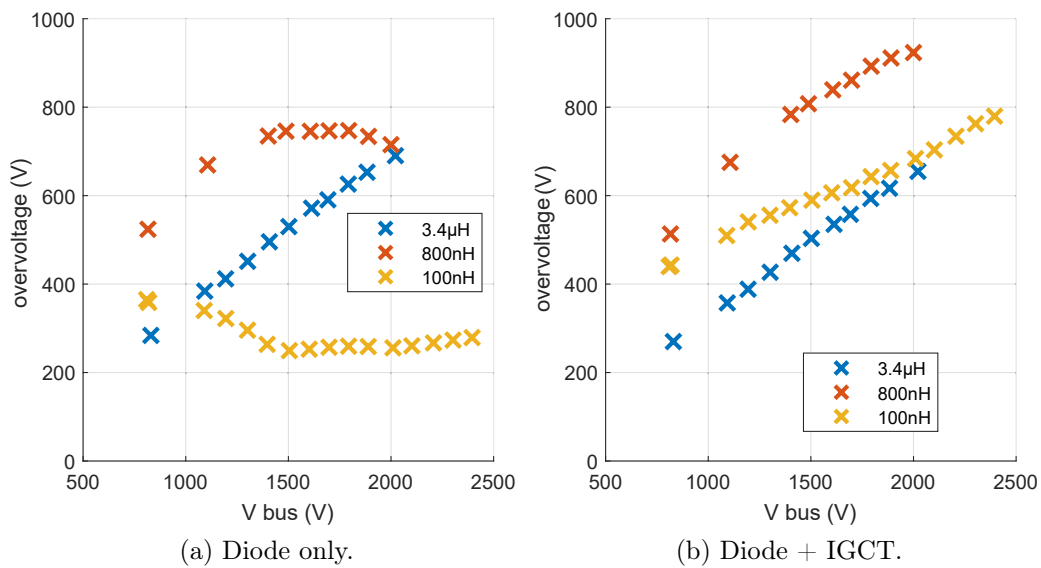 1000
800
600
400
200
0
overvoltage (V)
3.4µH
800nH
100nH
500
1000
1500
2000
2500
V bus (V)
(a) Diode only.
1000
800
600
400
200
0
overvoltage (V)
3.4µH
800nH
100nH
500
1000
1500
2000
2500
V bus (V)
(b) Diode + IGCT.